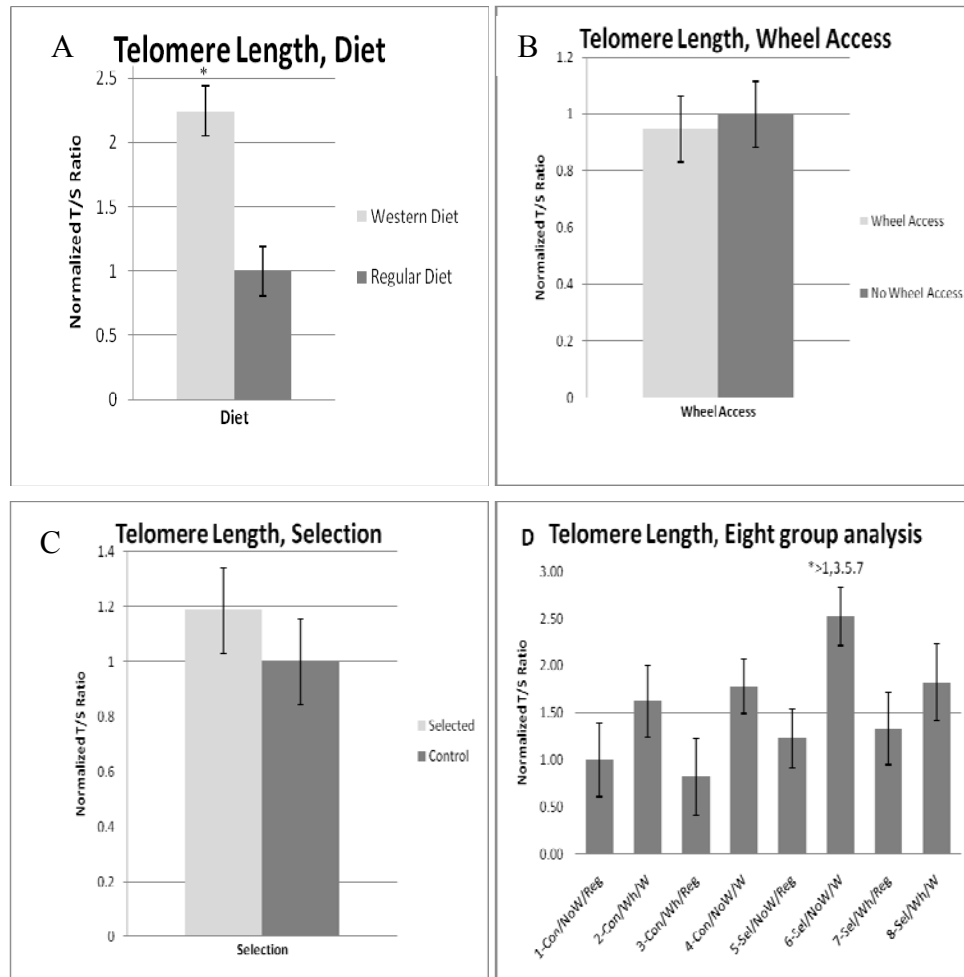 A
Telomere Length, Diet
*
Normalized T/S Ratio
2.5
2
1.5
1
0.5
0
Western Diet
Regular Diet
Diet
B
Telomere Length, Wheel Access
Normalized T/S Ratio
1.2
1
0.8
0.6
0.4
0.2
0
Wheel Access
No Wheel Access
Wheel Access
C
Telomere Length, Selection
Normalized T/S Ratio
1.4
1.2
1
0.8
0.6
0.4
0.2
0
Selected
Control
Selection
D Telomere Length, Eight group analysis
*>1,3.5.7
Normalized T/S Ratio
3.00
2.50
2.00
1.50
1.00
0.50
0.00
1-Con/NoW/Reg
2-Con/Wh/W
3-Con/Wh/Reg
4-Con/NoW/W
5-Sel/NoW/Reg
6-Sel/NoW/W
7-Sel/Wh/Reg
8-Sel/Wh/W